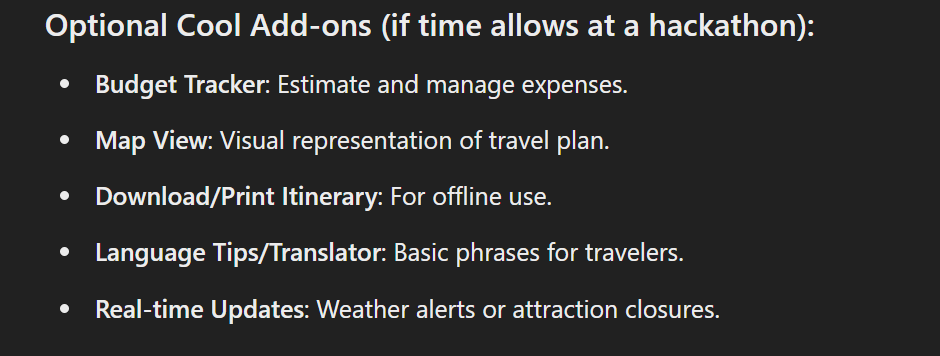 Optional Cool Add-ons (if time allows at a hackathon):
• Budget Tracker: Estimate and manage expenses.
• Map View: Visual representation of travel plan.
• Download/Print Itinerary: For offline use.
• Language Tips/Translator: Basic phrases for travelers.
• Real-time Updates: Weather alerts or attraction closures.